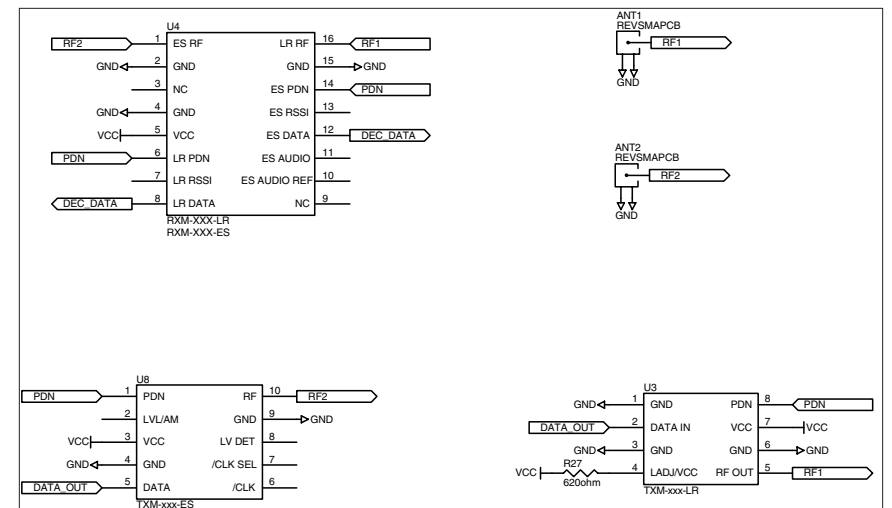 U4
RF2 1 ES RF LR RF 16 RF1
GND 2 GND GND 15 GND
3 NC ES PDN 14 PDN
GND 4 GND ES RSSI 13
VCC 5 VCC ES DATA 12 DEC_DATA
PDN 6 LR PDN ES AUDIO 11
7 LR RSSI ES AUDIO REF 10
DEC_DATA 8 LR DATA NC 9
RXM-XXX-LR
RXM-XXX-ES
ANT1
REVSMAPCB
RF1
GND
ANT2
REVSMAPCB
RF2
GND
U8
PDN 1 PDN RF 10 RF2
2 LVL/AM GND 9 GND
VCC 3 VCC LV DET 8
GND 4 GND /CLK SEL 7
DATA_OUT 5 DATA /CLK 6
TXM-xxx-ES
U3
GND 1 GND PDN 8 PDN
DATA_OUT 2 DATA IN VCC 7 VCC
GND 3 GND GND 6 GND
VCC R27 4 LADJ/VCC RF OUT 5 RF1
620ohm
TXM-xxx-LR